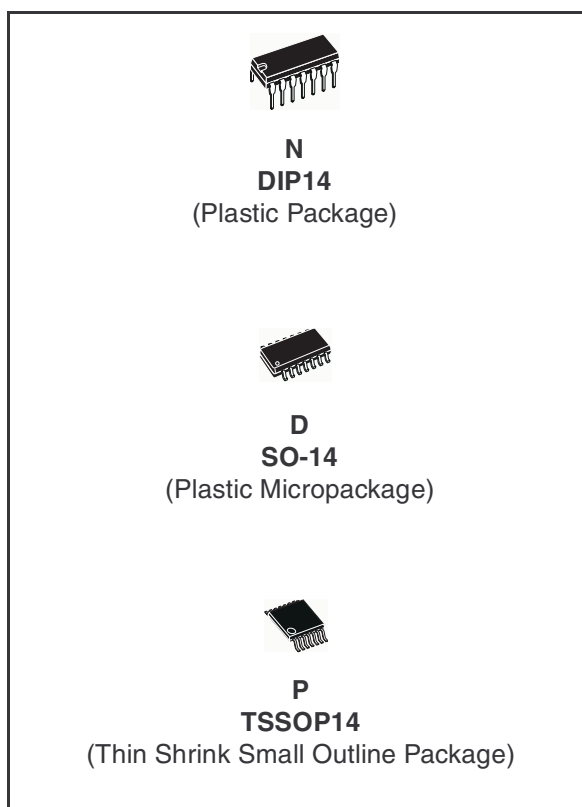 N
DIP14
(Plastic Package)
D
SO-14
(Plastic Micropackage)
P
TSSOP14
(Thin Shrink Small Outline Package)